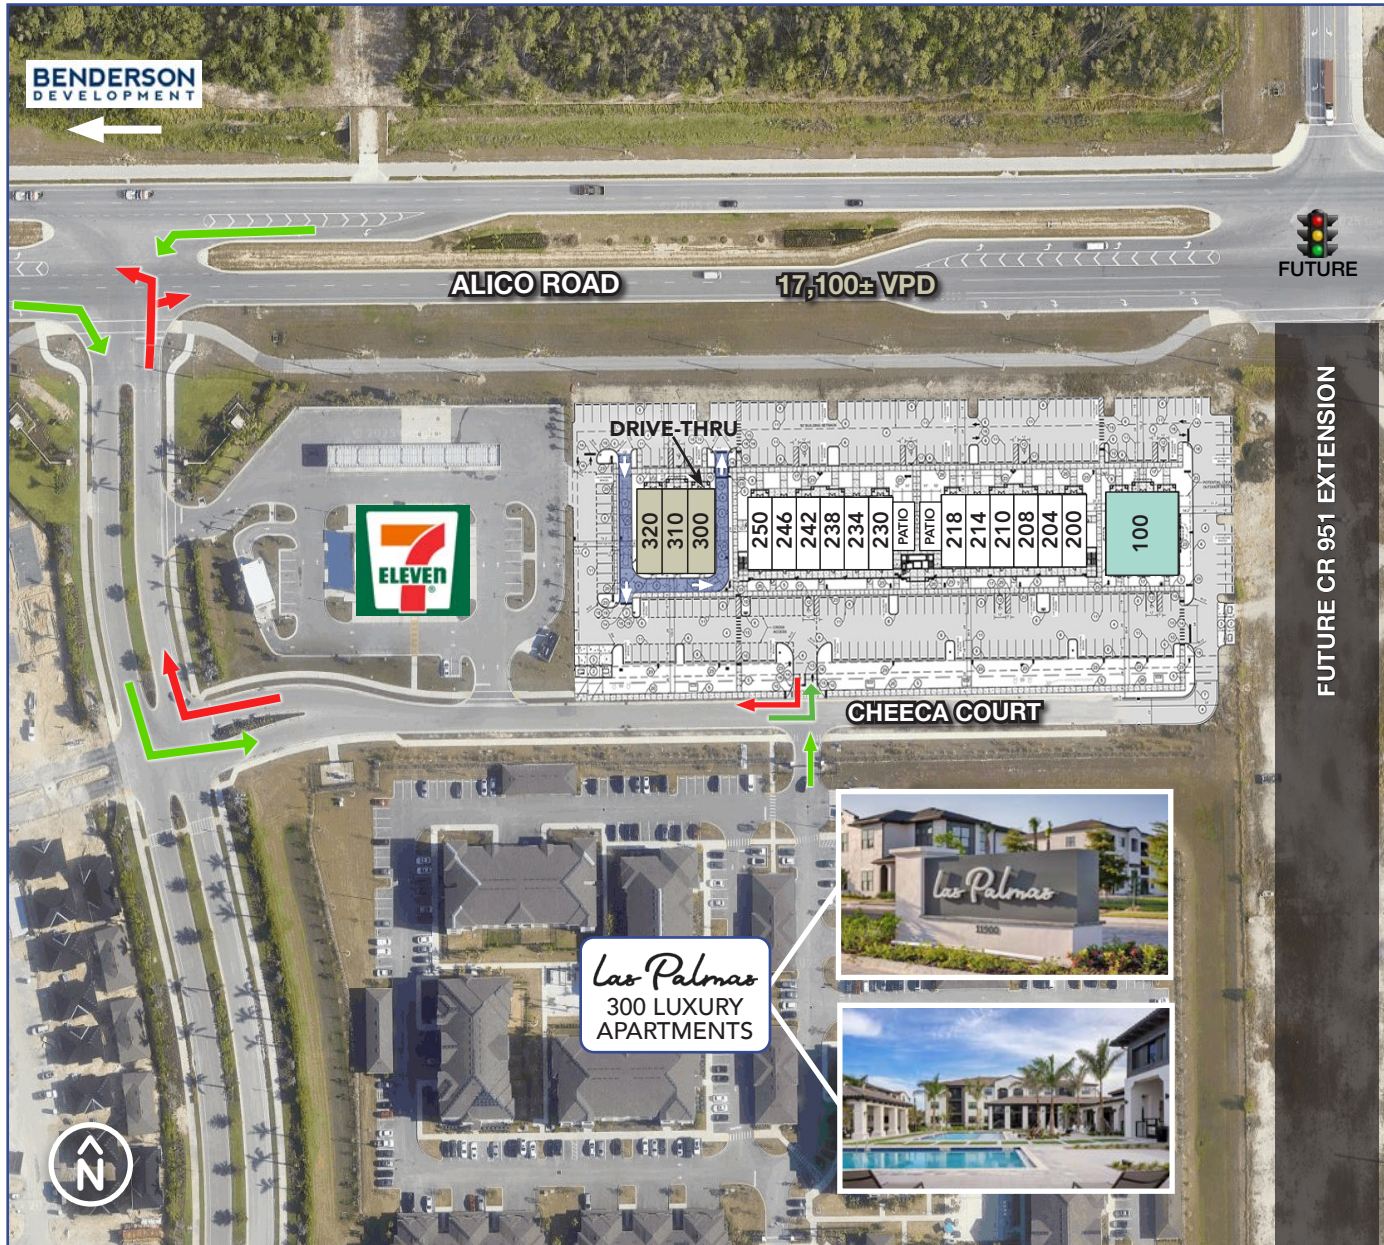 BENDERSON
DEVELOPMENT
FUTURE
ALICO ROAD
17,100± VPD
FUTURE CR 951 EXTENSION
DRIVE-THRU
320
310
300
250
246
242
238
234
230
PATIO
PATIO
218
214
210
208
204
200
100
7
ELEVEN
®
CHEECA COURT
Las Palmas
11900
Las Palmas
300 LUXURY
APARTMENTS
N